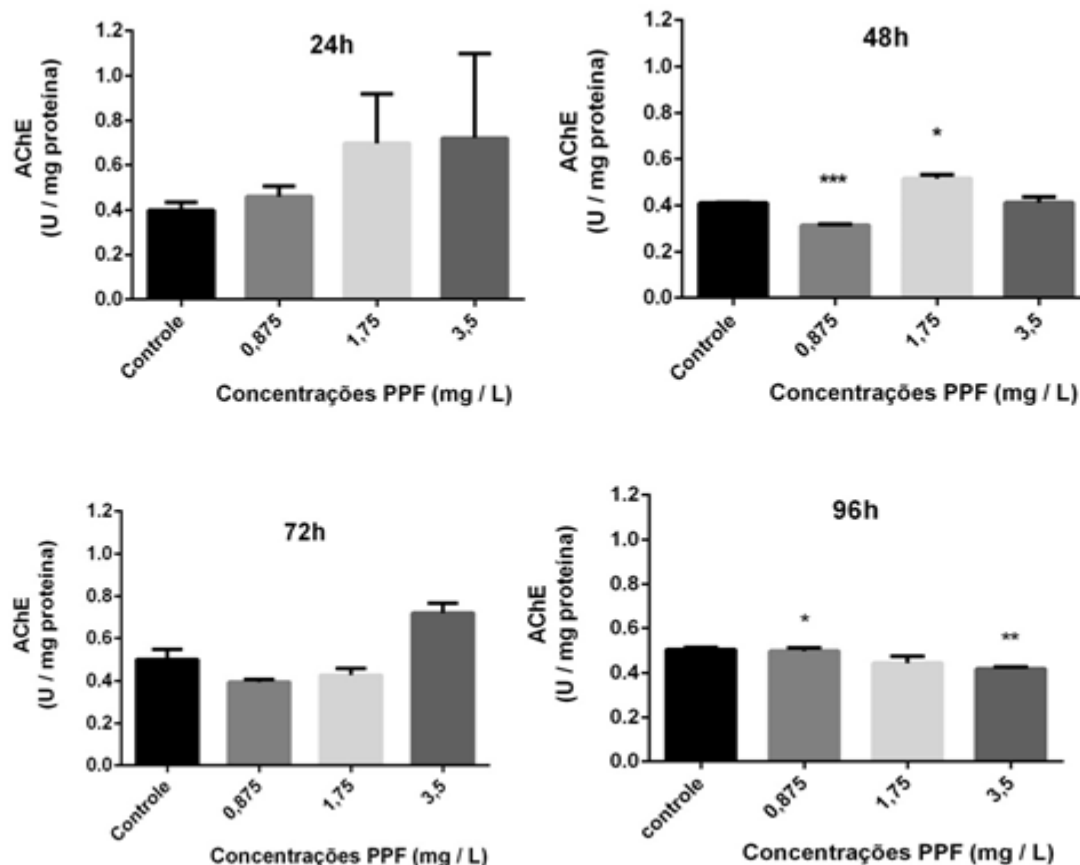 24h
AChE
(U / mg proteína)
1.2
1.0
0.8
0.6
0.4
0.2
0.0
Controle
0,875
1,75
3,5
Concentrações PPF (mg / L)
48h
AChE
(U / mg proteína)
1.2
1.0
0.8
0.6
0.4
0.2
0.0
***
*
Controle
0,875
1,75
3,5
Concentrações PPF (mg / L)
72h
AChE
(U / mg proteína)
1.2
1.0
0.8
0.6
0.4
0.2
0.0
Controle
0,875
1,75
3,5
Concentrações PPF (mg / L)
96h
AChE
(U / mg proteína)
1.2
1.0
0.8
0.6
0.4
0.2
0.0
*
**
controle
0,875
1,75
3,5
Concentrações PPF (mg / L)